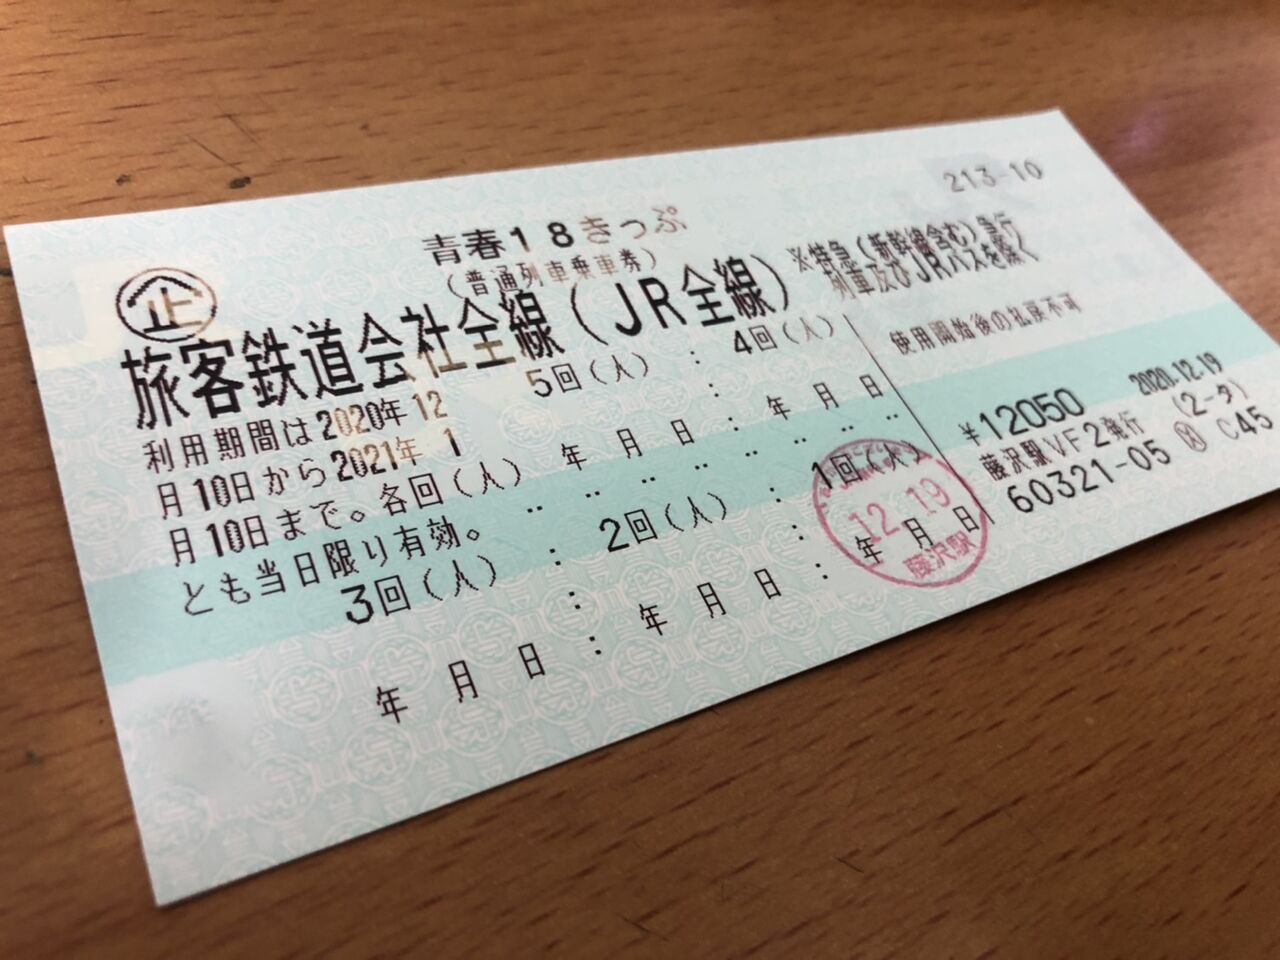 213-10
青春18きっぷ
(普通列車乗車券)
企
旅客鉄道会社全線(JR全線)
※特急(新幹線含む)急行
列車及びJRバスを除く
利用期間は2020年12
月10日から2021年 1
月10日まで。各回(人)
とも当日限り有効。
5回(人)
年 月 日
4回(人)
年 月 日
3回(人)
年 月 日
2回(人)
年 月 日
1回(人)
年 月 日
12.19
藤沢駅
使用開始後の払戻不可
¥12050
2020.12.19
藤沢駅VF2発行
(2-タ)
60321-05
C45